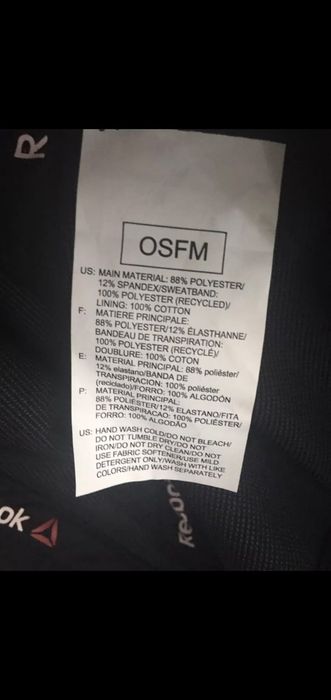 R
OSFM
US: MAIN MATERIAL: 88% POLYESTER/
12% SPANDEX/SWEATBAND:
100% POLYESTER (RECYCLED)/
LINING: 100% COTTON
F: MATIERE PRINCIPALE:
88% POLYESTER/12% ÉLASTHANNE/
BANDEAU DE TRANSPIRATION:
100% POLYESTER (RECYCLÉ)/
DOUBLURE: 100% COTON
E: MATERIAL PRINCIPAL: 88% poliéster/
12% elastano/BANDA DE
TRANSPIRACION: 100% poliéster
(reciclado)/FORRO: 100% ALGODÓN
P: MATERIAL PRINCIPAL:
88% POLIÉSTER/12% ELASTANO/FITA
DE TRANSPIRACAO: 100% POLIÉSTER/
FORRO: 100% ALGODÃO
US: HAND WASH COLD/DO NOT BLEACH/
DO NOT TUMBLE DRY/DO NOT
IRON/DO NOT DRY CLEAN/DO NOT
USE FABRIC SOFTENER/USE MILD
DETERGENT ONLY/WASH WITH LIKE
COLORS/HAND WASH SEPARATELY
ok